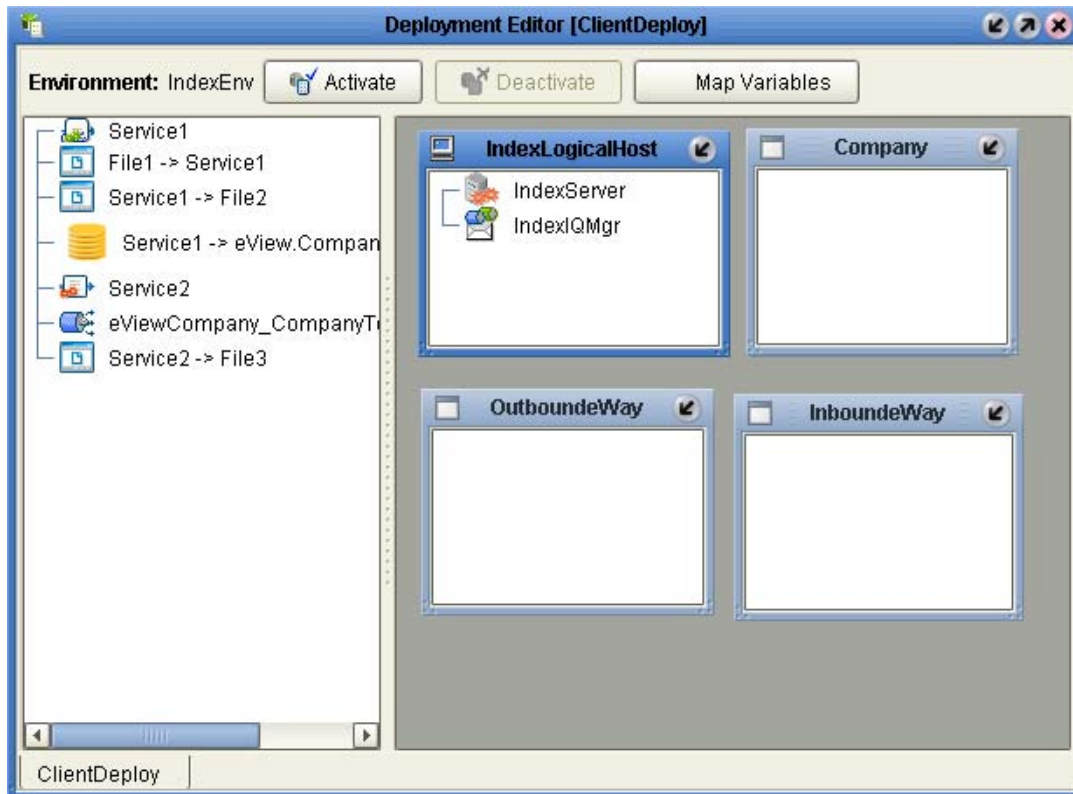 Deployment Editor [ClientDeploy]
Environment: IndexEnv Activate Deactivate Map Variables
Service1
File1 -> Service1
Service1 -> File2
Service1 -> eView.Compan
Service2
eViewCompany_CompanyT
Service2 -> File3
IndexLogicalHost
IndexServer
IndexIQMgr
Company
OutboundeWay
InboundeWay
ClientDeploy